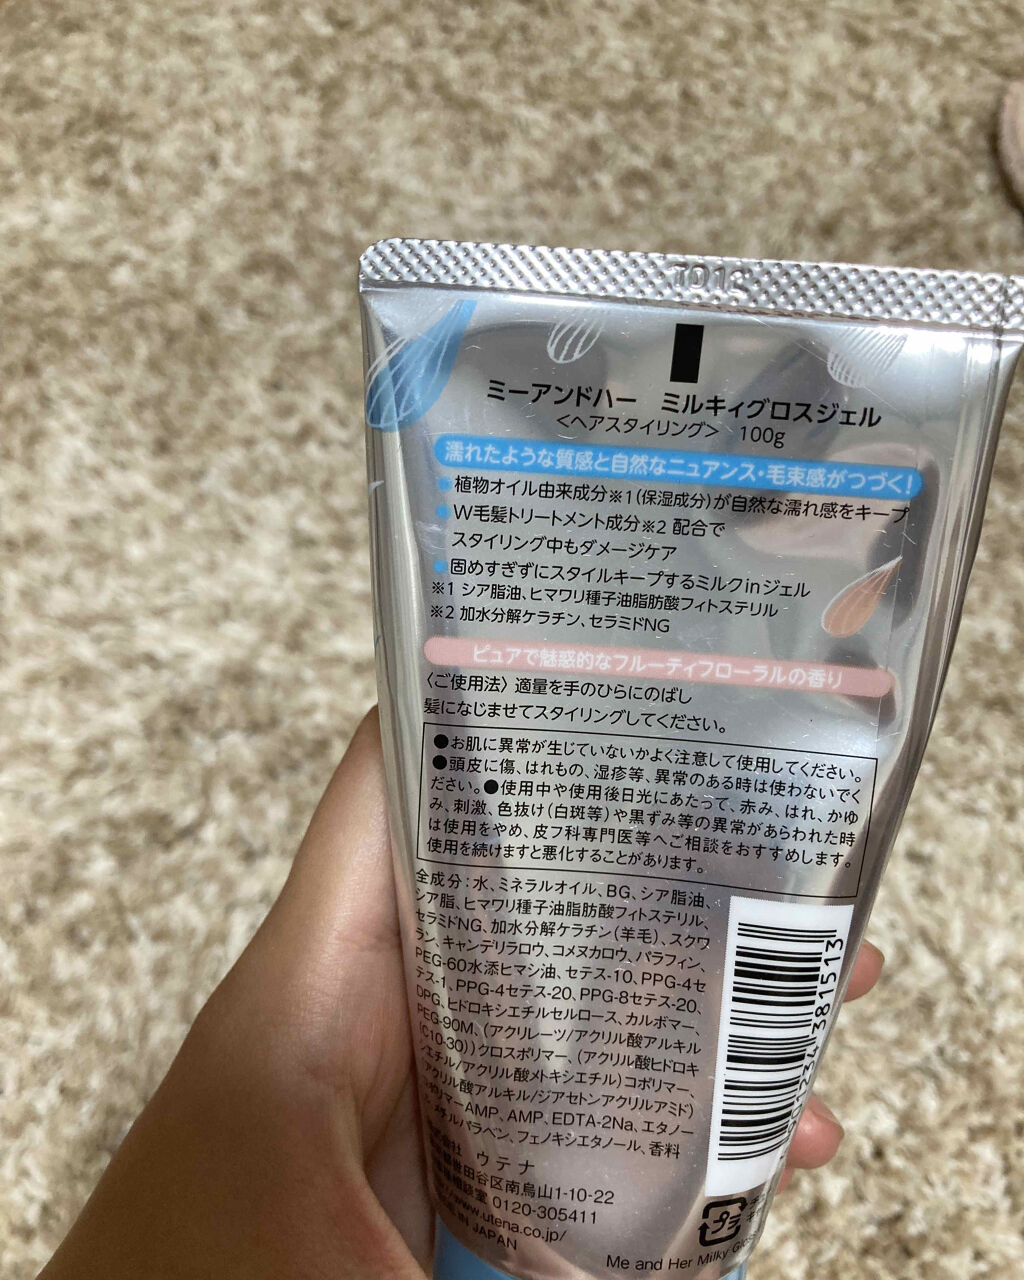 ミーアンドハー ミルキィグロスジェル
<ヘアスタイリング> 100g
濡れたような質感と自然なニュアンス・毛束感がつづく!
植物オイル由来成分※1(保湿成分)が自然な濡れ感をキープ
W毛髪トリートメント成分※2 配合で
スタイリング中もダメージケア
固めすぎずにスタイルキープするミルクinジェル
※1 シア脂油、ヒマワリ種子油脂肪酸フィトステリル
※2 加水分解ケラチン、セラミドNG
ピュアで魅惑的なフルーティフローラルの香り
〈ご使用法〉 適量を手のひらにのばし
髪になじませてスタイリングしてください。
●お肌に異常が生じていないかよく注意して使用してください。
●頭皮に傷、はれもの、湿疹等、異常のある時は使わないでく
ださい。●使用中や使用後日光にあたって、赤み、はれ、かゆ
み、刺激、色抜け(白斑等)や黒ずみ等の異常があらわれた時
は使用をやめ、皮フ科専門医等へご相談をおすすめします。
使用を続けますと悪化することがあります。
全成分:水、ミネラルオイル、BG、シア脂油、
シア脂、ヒマワリ種子油脂肪酸フィトステリル、
セラミドNG、加水分解ケラチン(羊毛)、スクワ
ラン、キャンデリラロウ、コメヌカロウ、パラフィン、
PEG-60水添ヒマシ油、セテス-10、PPG-4セ
テス-1、PPG-4セテス-20、PPG-8セテス-20、
DPG、ヒドロキシエチルセルロース、カルボマー、
PEG-90M、(アクリレーツ/アクリル酸アルキル
(C10-30))クロスポリマー、(アクリル酸ヒドロキ
シエチル/アクリル酸メトキシエチル)コポリマー、
アクリル酸アルキル/ジアセトンアクリルアミド)
ポリマーAMP、AMP、EDTA-2Na、エタノー
メチルパラベン、フェノキシエタノール、香料
ウテナ
世田谷区南烏山1-10-22
相談室 0120-305411
www.utena.co.jp/
IN JAPAN
Me and Her Milky
381513